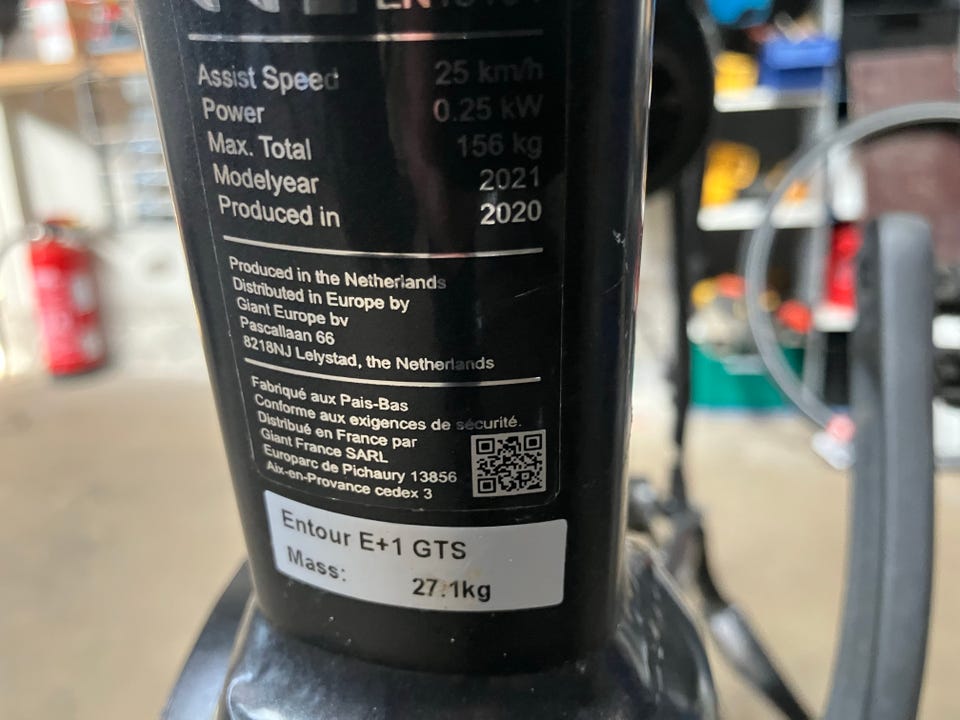 Assist Speed 25 km/h
Power 0.25 kW
Max. Total 156 kg
Modelyear 2021
Produced in 2020
Produced in the Netherlands
Distributed in Europe by
Giant Europe bv
Pascallaan 66
8218NJ Lelystad, the Netherlands
Fabriqué aux Pais-Bas
Conforme aux exigences de sécurité.
Distribué en France par
Giant France SARL
Europarc de Pichaury 13856
Aix-en-Provance cedex 3
Entour E+1 GTS
Mass: 27.1kg